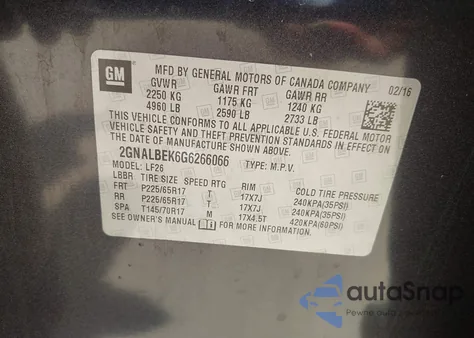 GM
MFD BY GENERAL MOTORS OF CANADA COMPANY 02/16
GVWR GAWR FRT GAWR RR
2250 KG 1175 KG 1240 KG
4960 LB 2590 LB 2733 LB
THIS VEHICLE CONFORMS TO ALL APPLICABLE U.S. FEDERAL MOTOR
VEHICLE SAFETY AND THEFT PREVENTION STANDARDS IN EFFECT ON
THE DATE OF MANUFACTURE SHOWN ABOVE.
2GNALBEK6G6266066 TYPE: M.P.V.
MODEL: LF26
LBBR TIRE SIZE SPEED RTG RIM COLD TIRE PRESSURE
FRT P225/65R17 T 17X7J 240KPA(35PSI)
RR P225/65R17 T 17X7J 240KPA(35PSI)
SPA T145/70R17 M 17X4.5T 420KPA(60PSI)
SEE OWNER'S MANUAL FOR MORE INFORMATION.
autoSnap